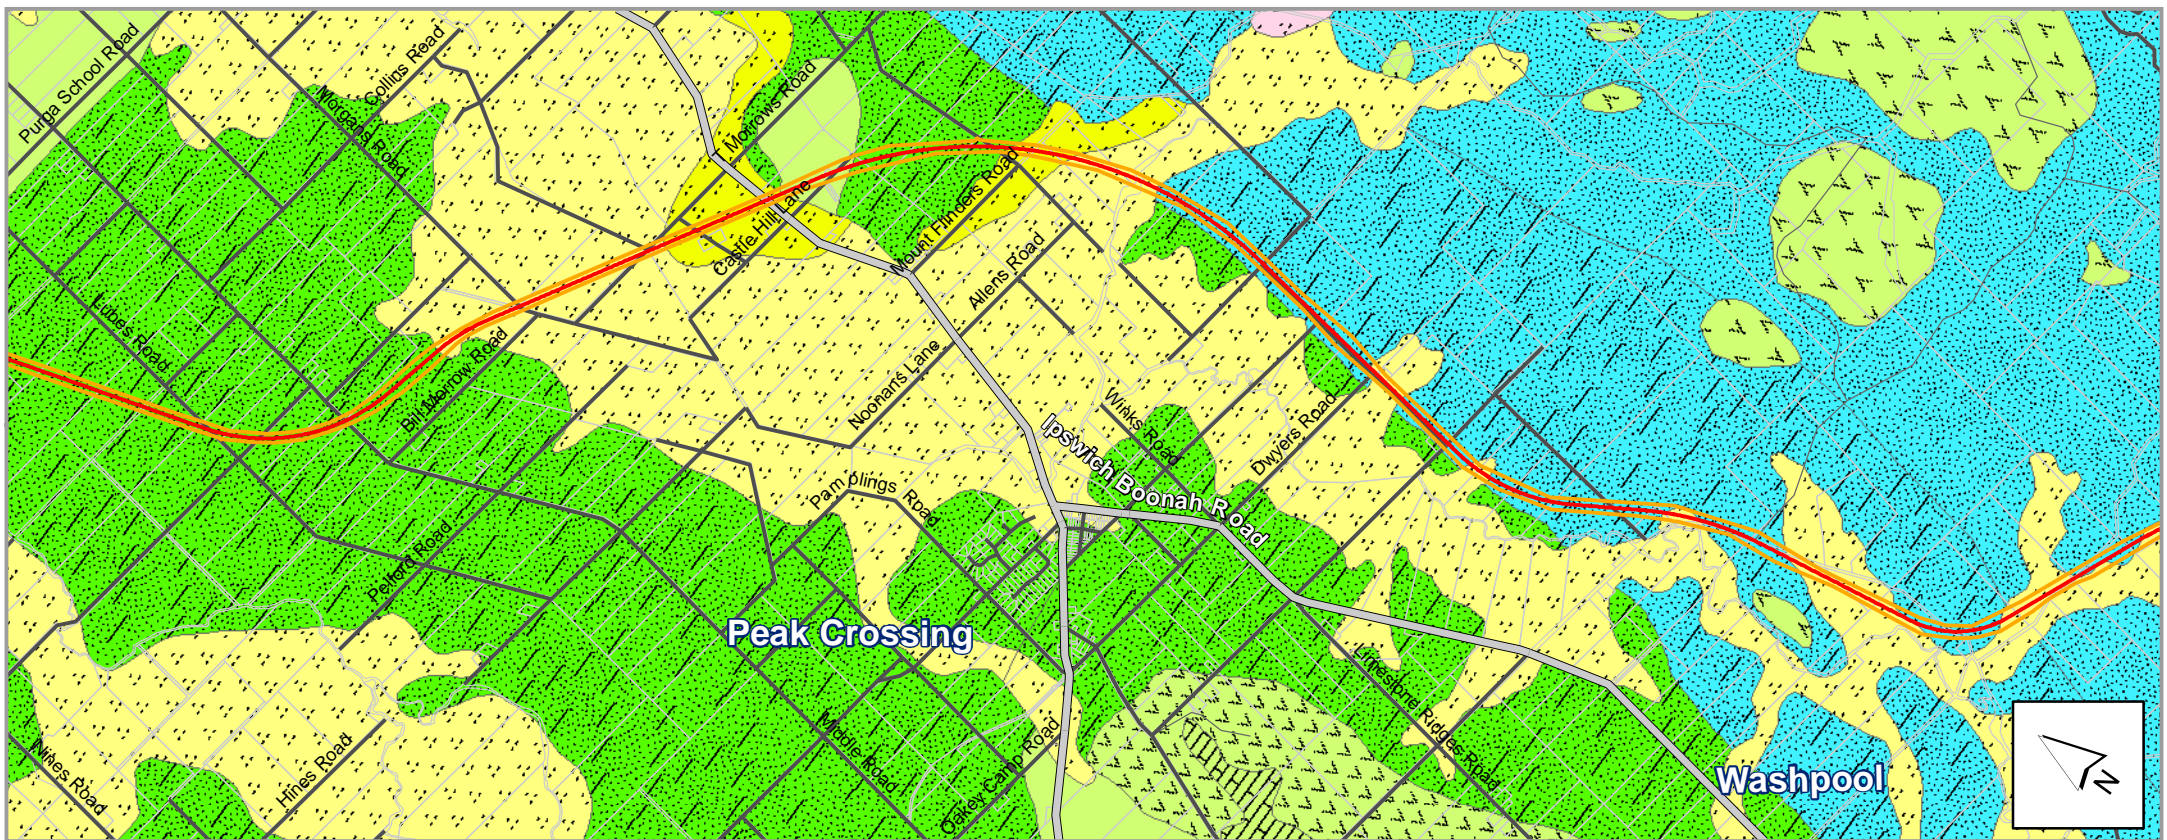 Purga School Road
Collins Road
Morgans Road
Morrows Road
Castle Hill Lane
Mount Flinders Road
Allens Road
Lubes Road
Bill Morrow Road
Noonans Lane
Winks Road
Ipswich Boonah Road
Dwyers Road
Pamplings Road
Pelford Road
Peak Crossing
Limestone Ridges Road
Middle Road
Oakey Camp Road
Hines Road
Nines Road
Washpool
N